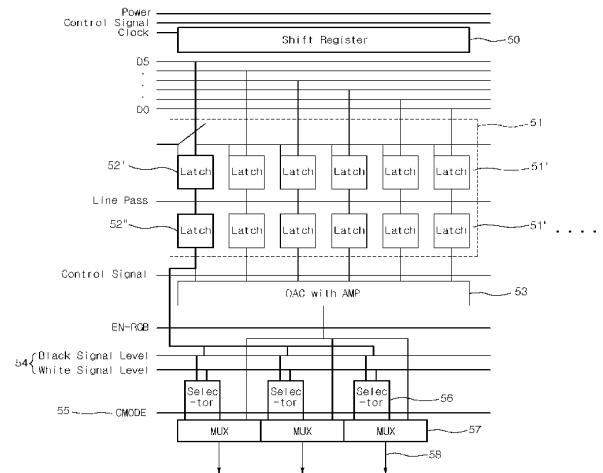 Power
Control Signal
Clock
Shift Register
50
D5
.
.
.
D0
51
52' Latch Latch Latch Latch Latch Latch 51'
Line Pass
52" Latch Latch Latch Latch Latch Latch 51'
. . . .
Control Signal
DAC with AMP
53
EN-RGB
54
Black Signal Level
White Signal Level
Selec-tor Selec-tor Selec-tor 56
55 CMODE
MUX MUX MUX 57
58